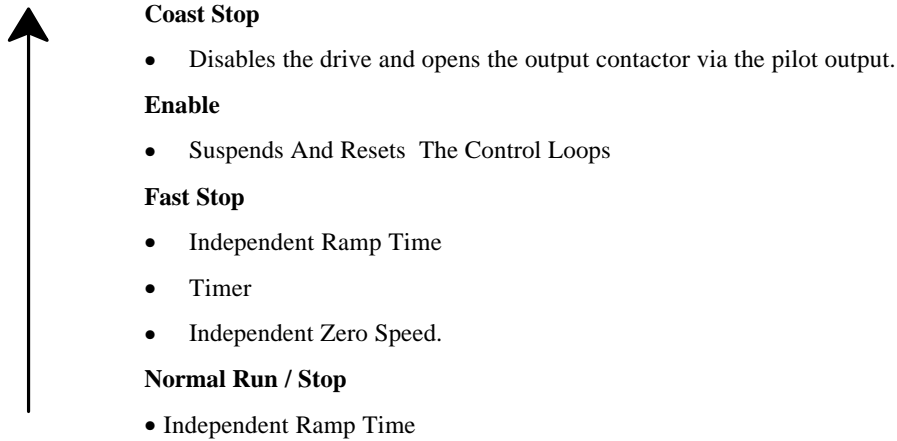 Coast Stop
• Disables the drive and opens the output contactor via the pilot output.
Enable
• Suspends And Resets The Control Loops
Fast Stop
• Independent Ramp Time
• Timer
• Independent Zero Speed.
Normal Run / Stop
• Independent Ramp Time